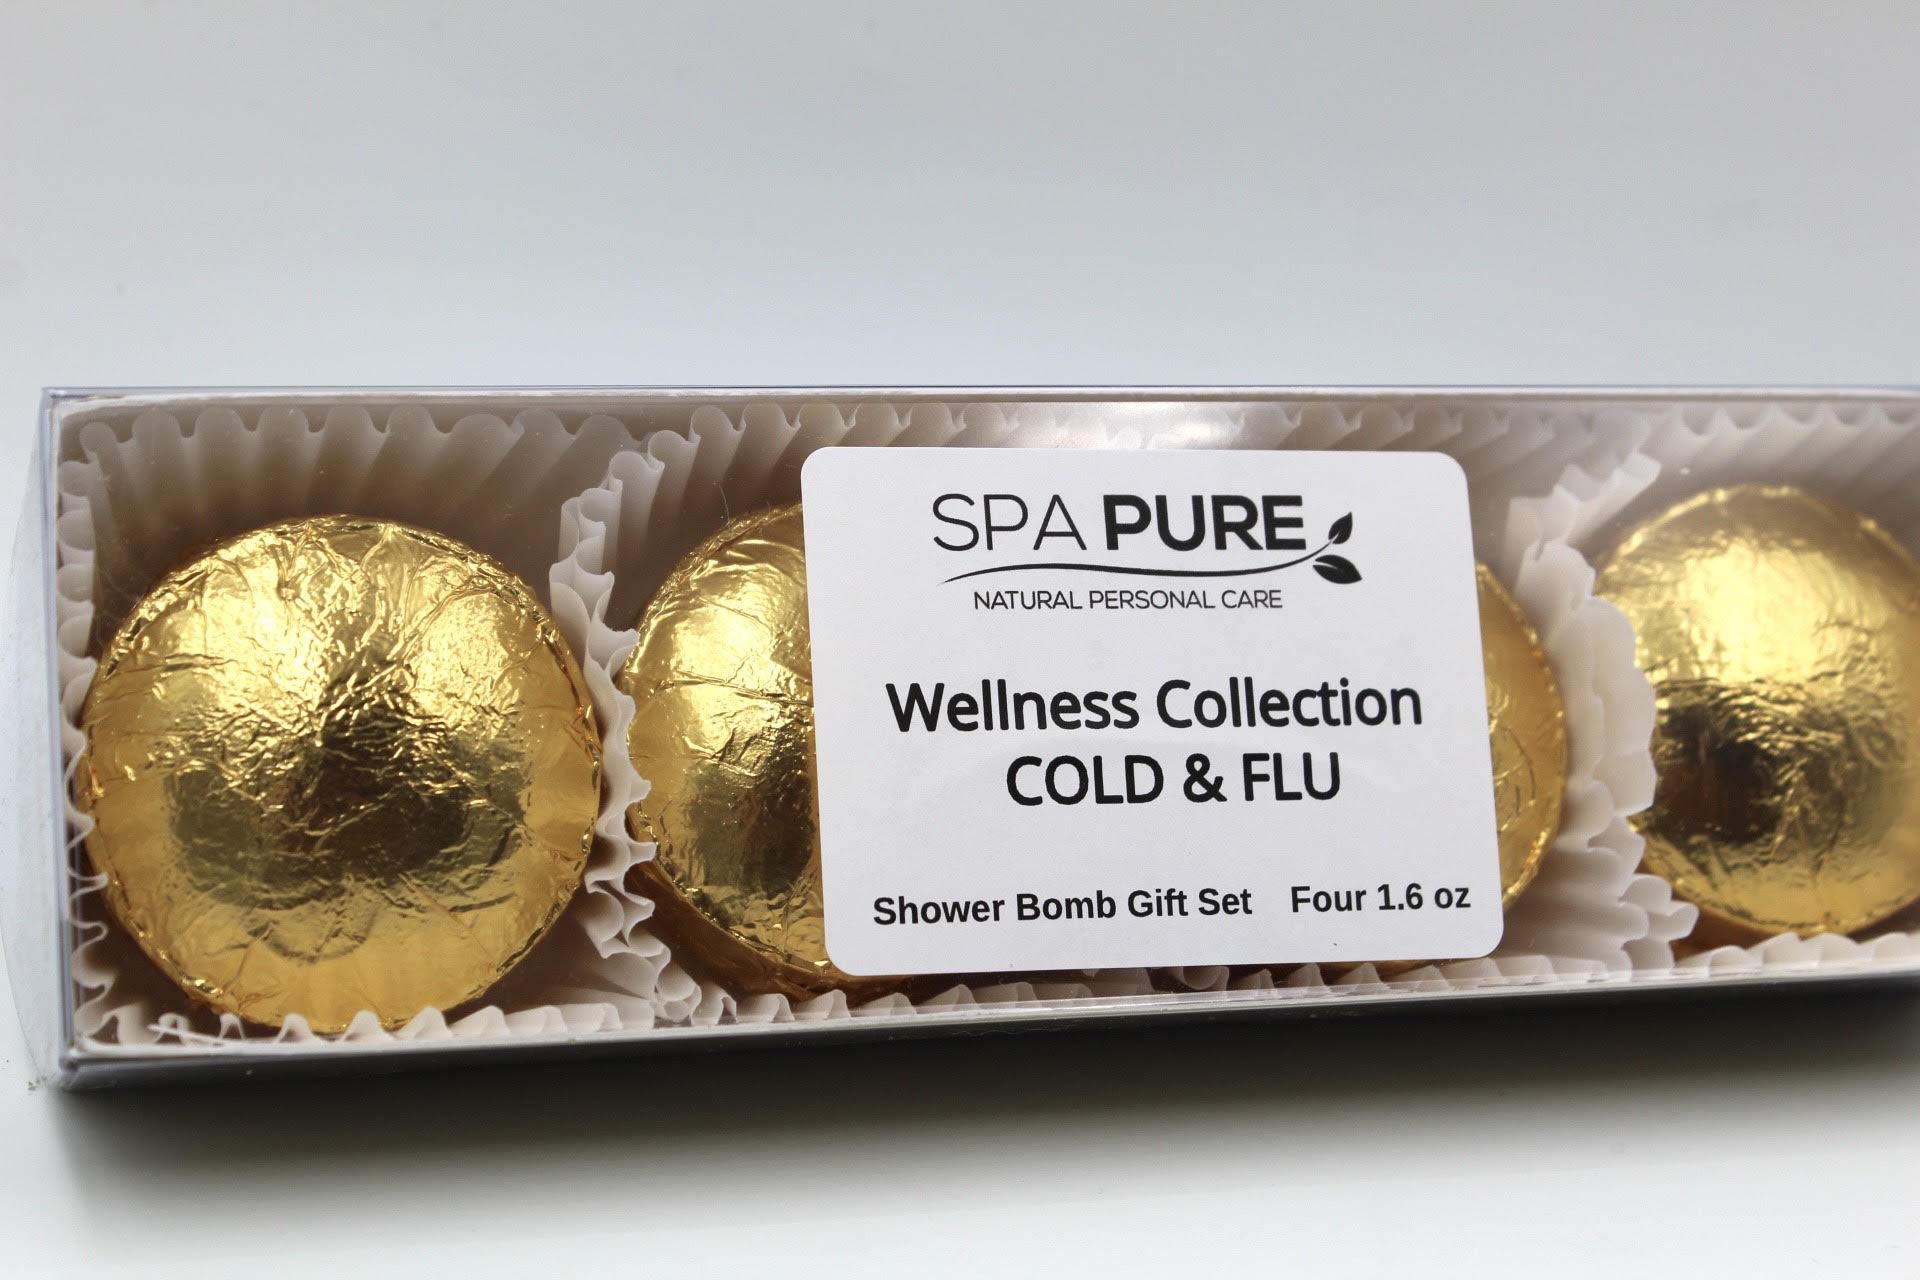 SPA PURE
NATURAL PERSONAL CARE
Wellness Collection
COLD & FLU
Shower Bomb Gift Set Four 1.6 oz